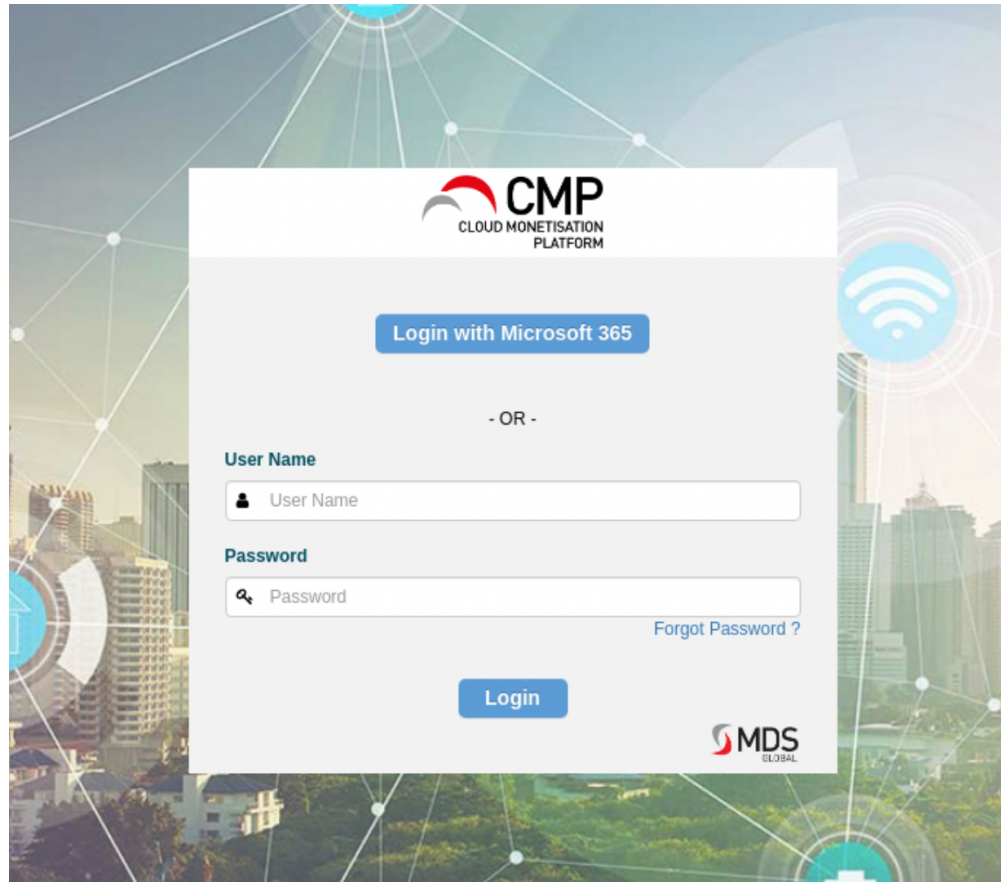 CMP
CLOUD MONETISATION
PLATFORM
Login with Microsoft 365
- OR -
User Name
User Name
Password
Password
Forgot Password ?
Login
MDS
GLOBAL